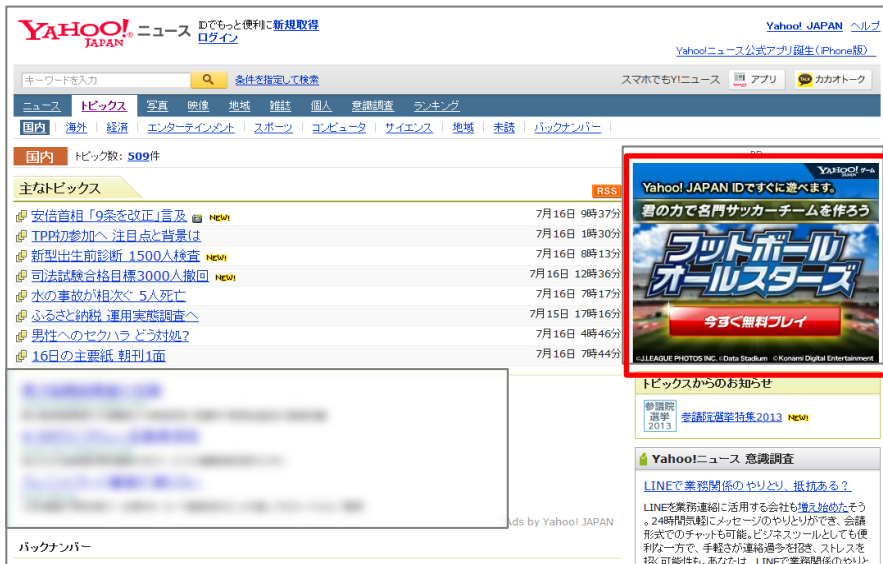 YAHOO! JAPAN ニュース IDでもっと便利に新規取得
ログイン
Yahoo! JAPAN ヘルプ
Yahoo!ニュース公式アプリ誕生(iPhone版)
キーワードを入力
条件を指定して検索
スマホでもY!ニュース アプリ TALK カカオトーク
ニュース トピックス 写真 映像 地域 雑誌 個人 意識調査 ランキング
国内 海外 経済 エンターテインメント スポーツ コンピュータ サイエンス 地域 未読 バックナンバー
国内 トピック数: 509件
主なトピックス RSS
安倍首相「9条を改正」言及 NEW! 7月16日 9時37分
TPP初参加へ 注目点と背景は 7月16日 1時30分
新型出生前診断 1500人検査 NEW! 7月16日 8時13分
司法試験合格目標3000人撤回 NEW! 7月16日 12時36分
水の事故が相次ぐ 5人死亡 7月16日 7時17分
ふるさと納税 運用実態調査へ 7月15日 17時16分
男性へのセクハラ どう対処? 7月16日 4時46分
16日の主要紙 朝刊1面 7月16日 7時44分
Ads by Yahoo! JAPAN
バックナンバー
YAHOO! JAPAN ゲーム
Yahoo! JAPAN IDですぐに遊べます。
君の力で名門サッカーチームを作ろう
フットボール
オールスターズ
今すぐ無料プレイ
©J.LEAGUE PHOTOS INC. ©Data Stadium ©Konami Digital Entertainment
トピックスからのお知らせ
参議院
選挙
2013
参議院選挙特集2013 NEW!
Yahoo!ニュース 意識調査
LINEで業務関係のやりとり、抵抗ある?
LINEを業務連絡に活用する会社も増え始めたそう
。24時間気軽にメッセージのやりとりができ、会議
形式でのチャットも可能。ビジネスツールとしても便
利な一方で、手軽さが連絡過多を招き、ストレスを
招く可能性も。あなたは、LINEで業務関係のやりと